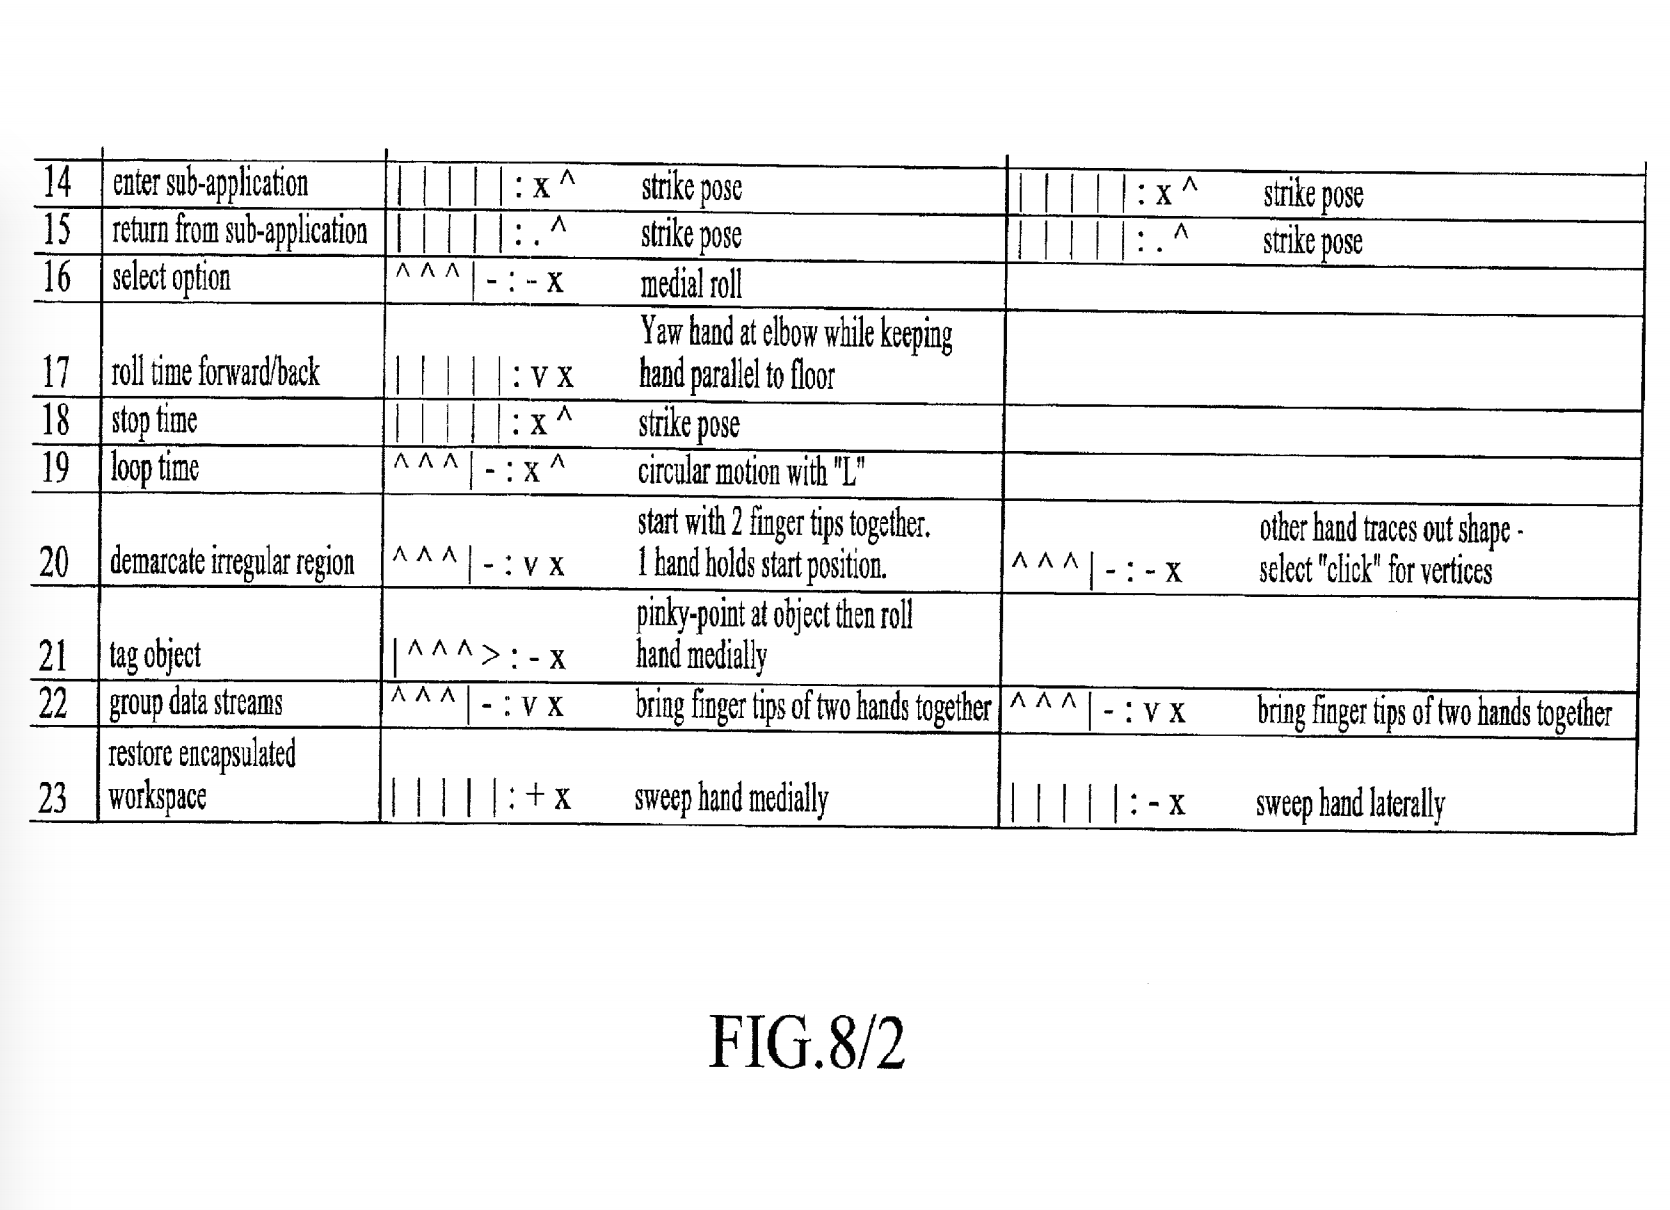 14 enter sub-application | | | | | : x ^ strike pose | | | | | : x ^ strike pose
15 return from sub-application | | | | | : . ^ strike pose | | | | | : . ^ strike pose
16 select option ^ ^ ^ | - : - x medial roll
Yaw hand at elbow while keeping
17 roll time forward/back | | | | | : v x hand parallel to floor
18 stop time | | | | | : x ^ strike pose
19 loop time ^ ^ ^ | - : x ^ circular motion with "L"
start with 2 finger tips together. other hand traces out shape -
20 demarcate irregular region ^ ^ ^ | - : v x 1 hand holds start position. ^ ^ ^ | - : - x select "click" for vertices
pinky-point at object then roll
21 tag object | ^ ^ ^ > : - x hand medially
22 group data streams ^ ^ ^ | - : v x bring finger tips of two hands together ^ ^ ^ | - : v x bring finger tips of two hands together
restore encapsulated
23 workspace | | | | | : + x sweep hand medially | | | | | : - x sweep hand laterally
FIG.8/2